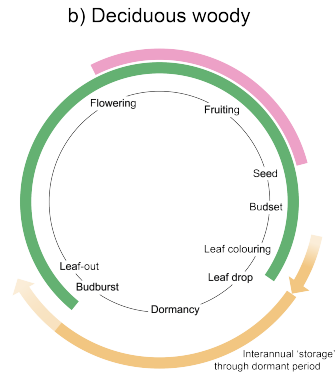 b) Deciduous woody
Flowering
Fruiting
Seed
Budset
Leaf colouring
Leaf-out
Leaf drop
Budburst
Dormancy
Interannual 'storage'
through dormant period